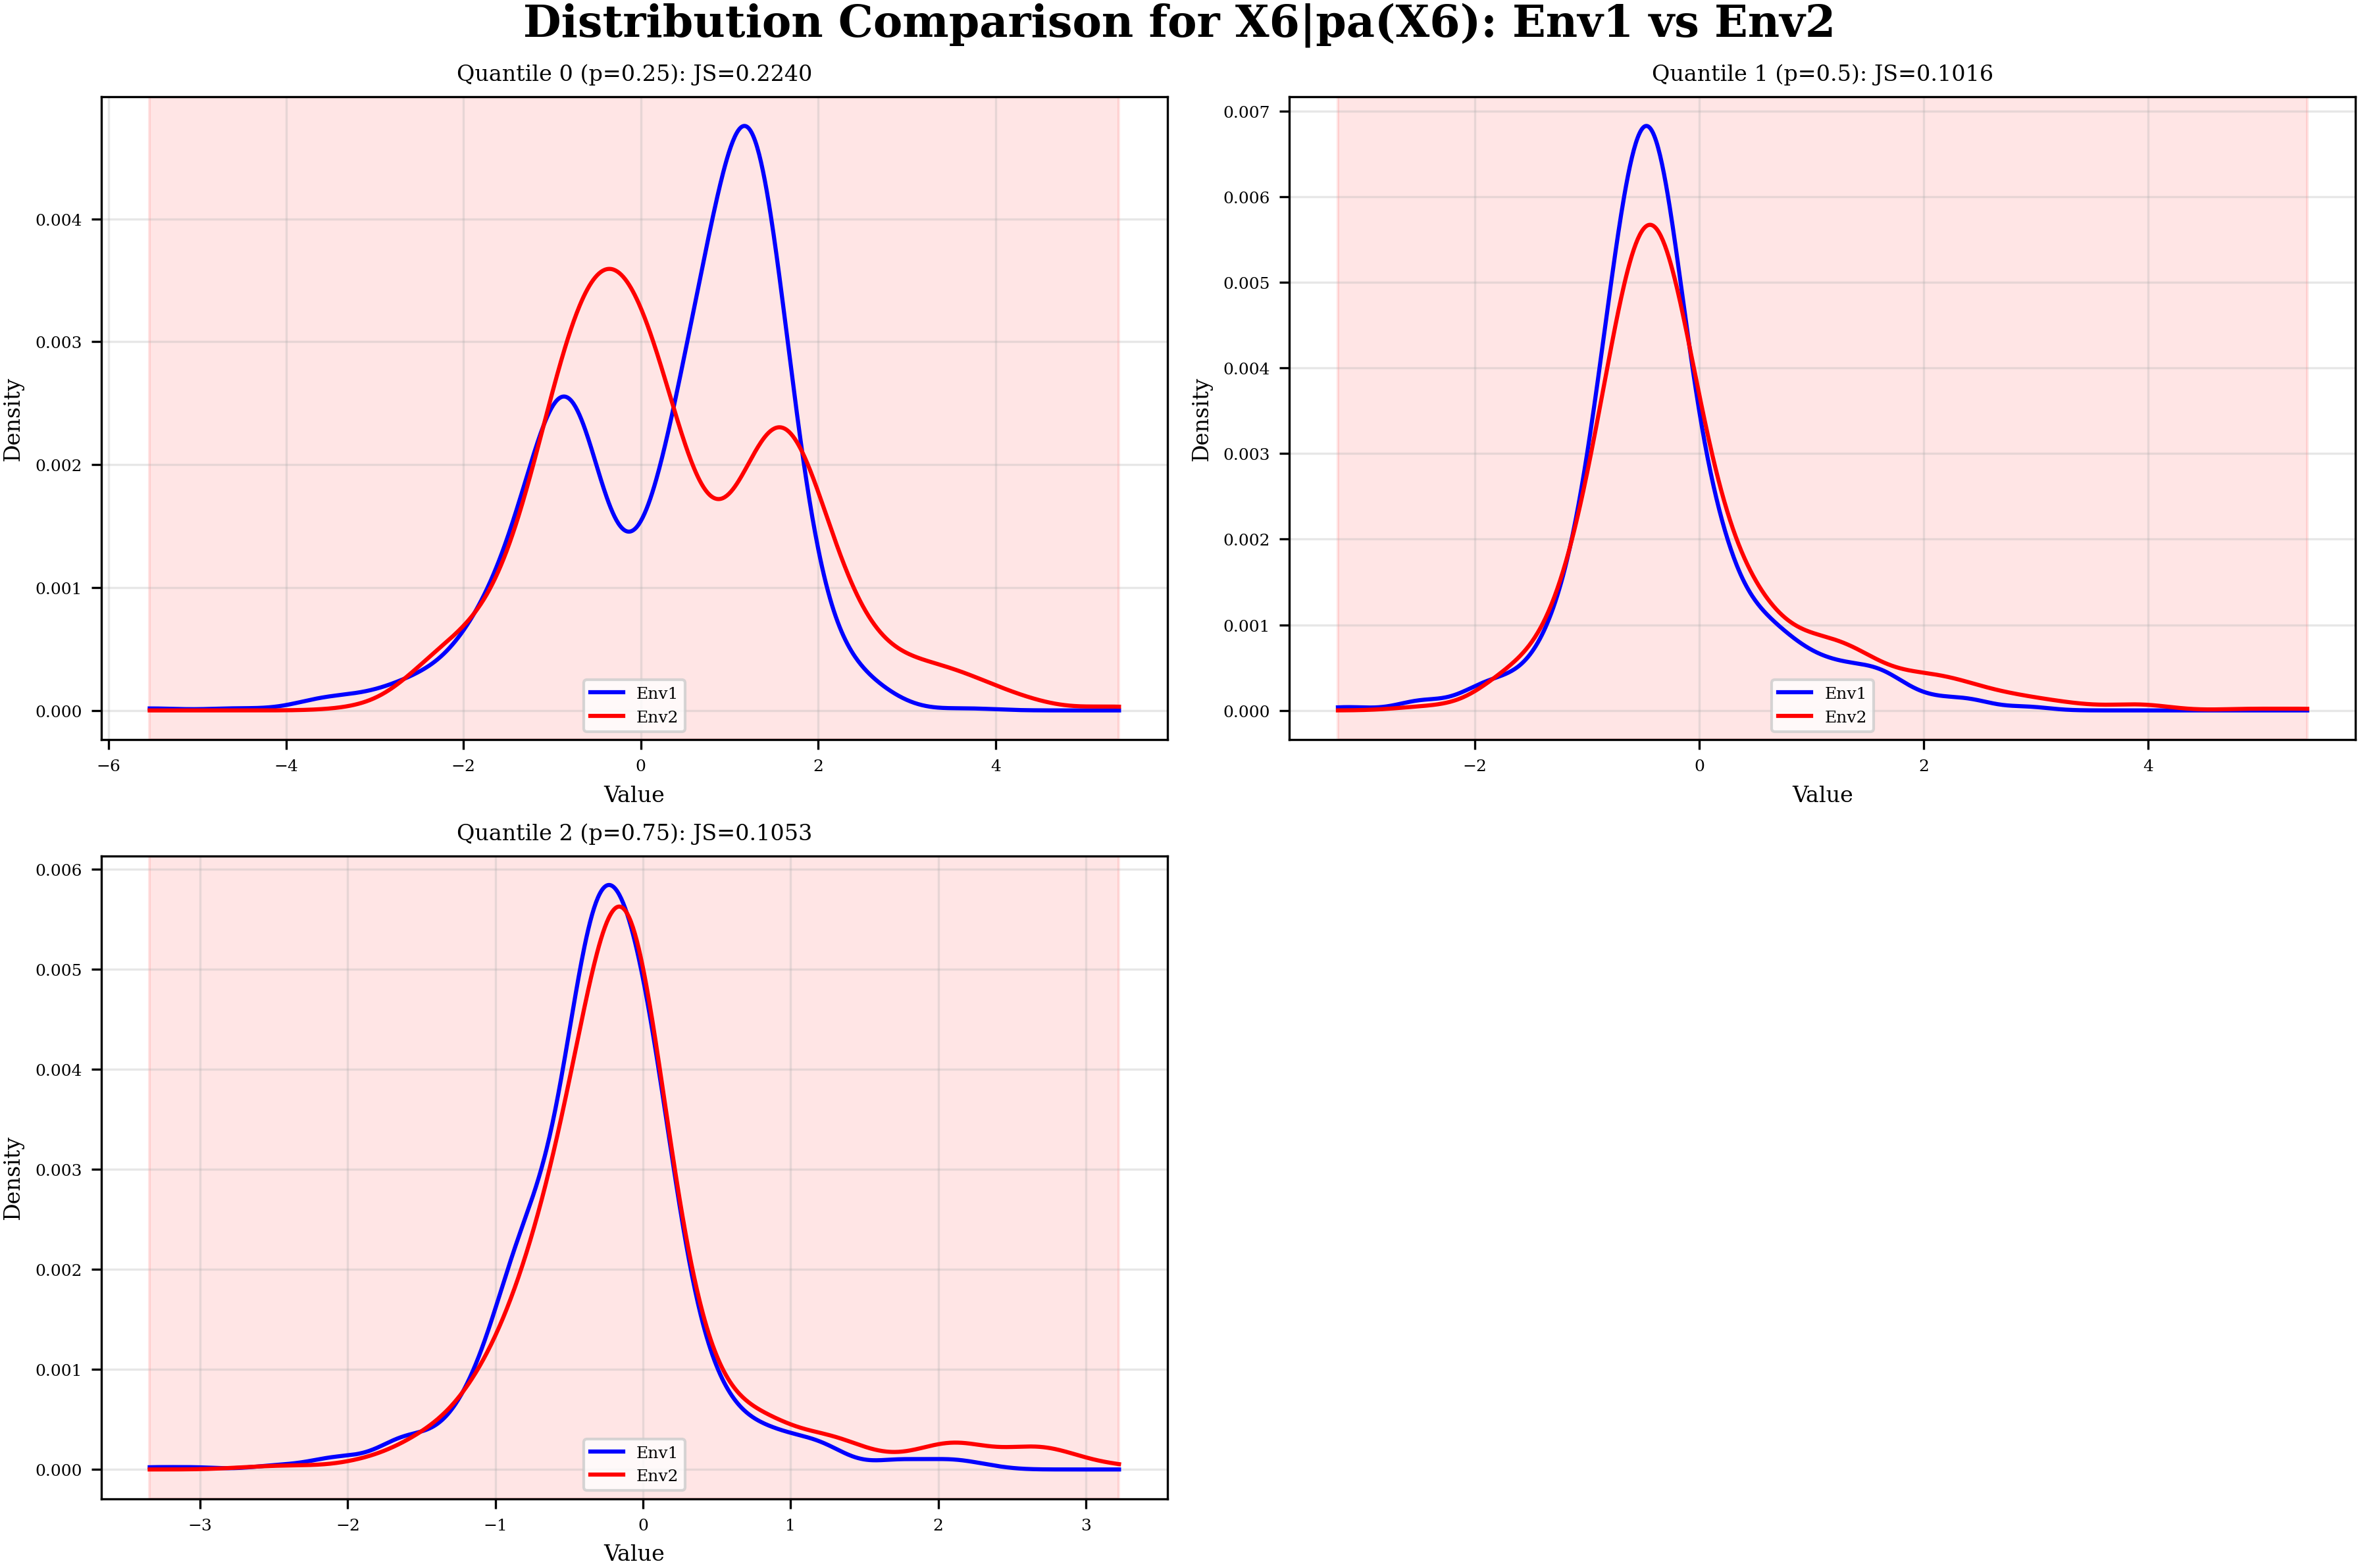 Distribution Comparison for X6|pa(X6): Env1 vs Env2
Quantile 0 (p=0.25): JS=0.2240
Density
0.004
0.003
0.002
0.001
0.000
−6 −4 −2 0 2 4
Value
Env1
Env2
Quantile 1 (p=0.5): JS=0.1016
Density
0.007
0.006
0.005
0.004
0.003
0.002
0.001
0.000
−2 0 2 4
Value
Env1
Env2
Quantile 2 (p=0.75): JS=0.1053
Density
0.006
0.005
0.004
0.003
0.002
0.001
0.000
−3 −2 −1 0 1 2 3
Value
Env1
Env2